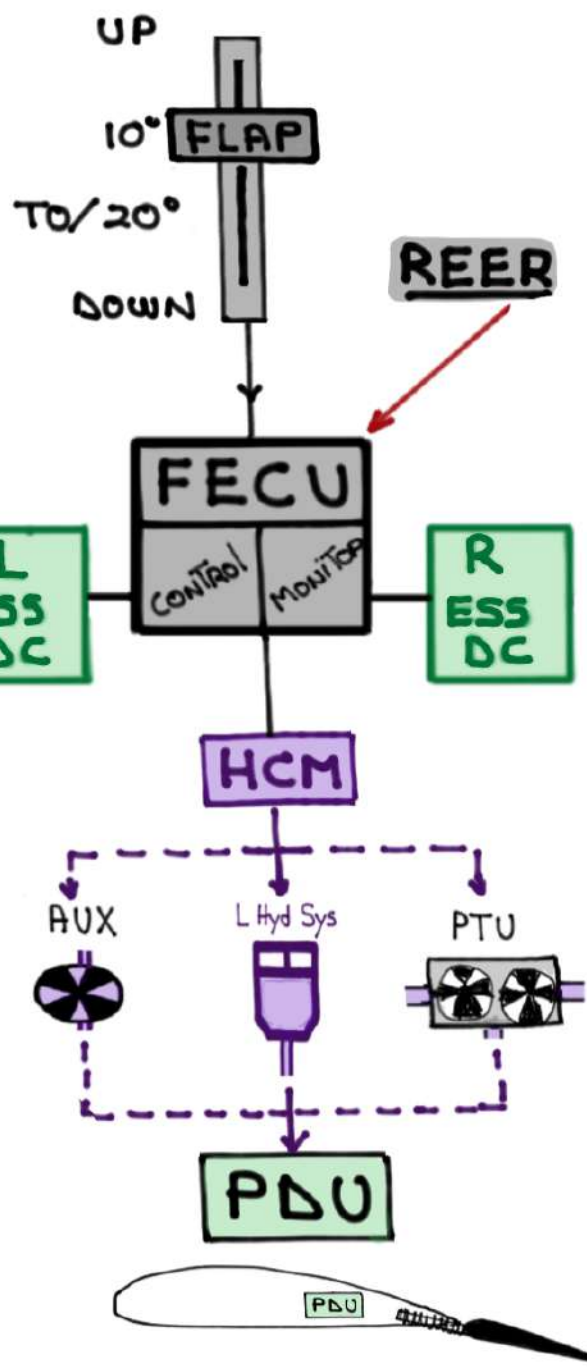 UP
10° FLAP
TO/20°
REER
DOWN
FECU
CONTROL MONITOR
L
SS
DC
R
ESS
DC
HCM
AUX
L Hyd Sys
PTU
PDU
PDU